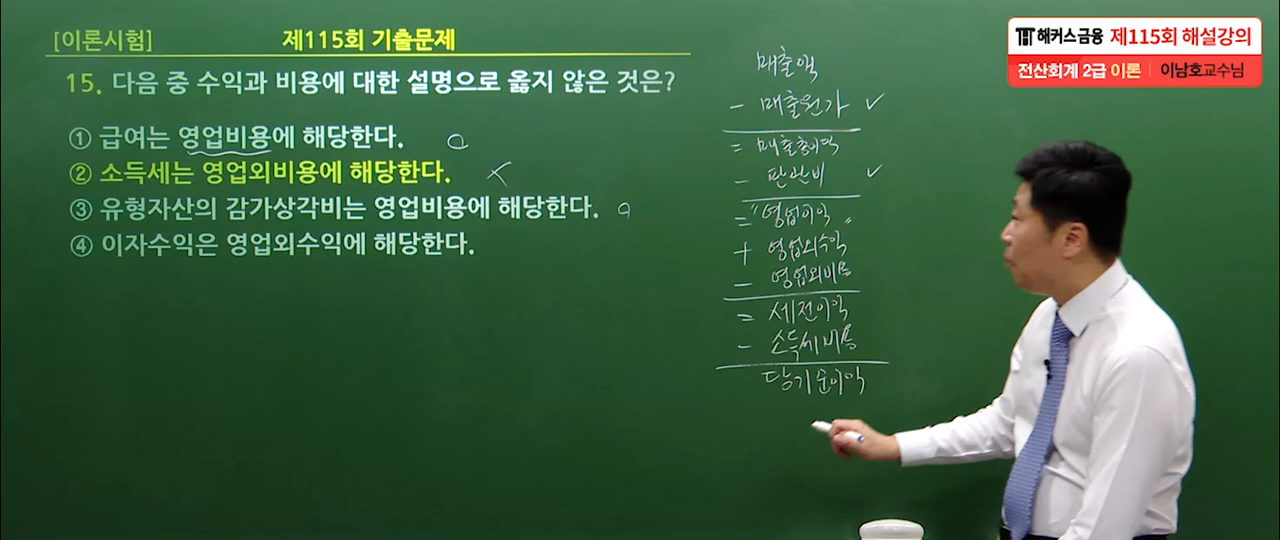 [이론시험] 제115회 기출문제
15. 다음 중 수익과 비용에 대한 설명으로 옳지 않은 것은?
① 급여는 영업비용에 해당한다.
② 소득세는 영업외비용에 해당한다.
③ 유형자산의 감가상각비는 영업비용에 해당한다.
④ 이자수익은 영업외수익에 해당한다.
매출액
- 매출원가 ✓
= 매출총이익
- 판관비 ✓
= "영업이익"
+ 영업외수익
- 영업외비용
= 세전이익
- 소득세비용
당기순이익
해커스금융 제115회 해설강의
전산회계 2급 이론 | 이남호교수님